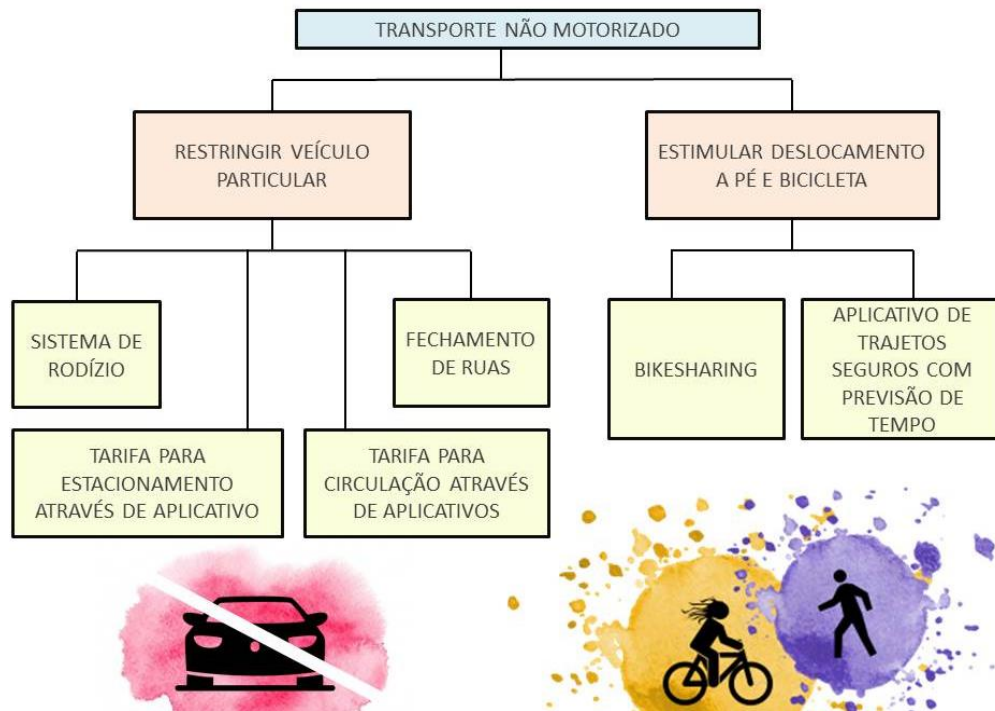 TRANSPORTE NÃO MOTORIZADO
RESTRINGIR VEÍCULO
PARTICULAR
ESTIMULAR DESLOCAMENTO
A PÉ E BICICLETA
SISTEMA DE
RODÍZIO
FECHAMENTO
DE RUAS
BIKESHARING
APLICATIVO DE
TRAJETOS
SEGUROS COM
PREVISÃO DE
TEMPO
TARIFA PARA
ESTACIONAMENTO
ATRAVÉS DE APLICATIVO
TARIFA PARA
CIRCULAÇÃO ATRAVÉS
DE APLICATIVOS